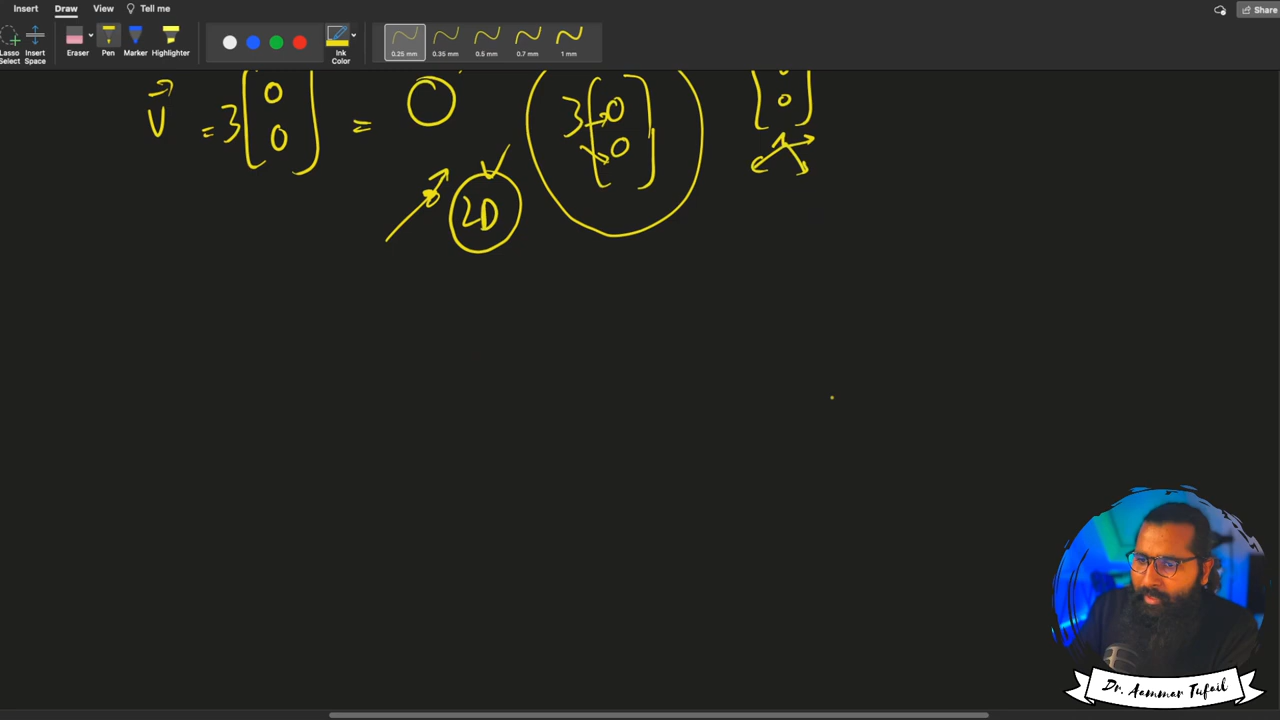 Insert Draw View Tell me
Share
Lasso Select
Insert Space
Eraser
Pen
Marker
Highlighter
Ink Color
0.25 mm
0.35 mm
0.5 mm
0.7 mm
1 mm
V = 3 [0 0] = 0
3 [0 0]
0
2D
Dr. Aammar Tufail